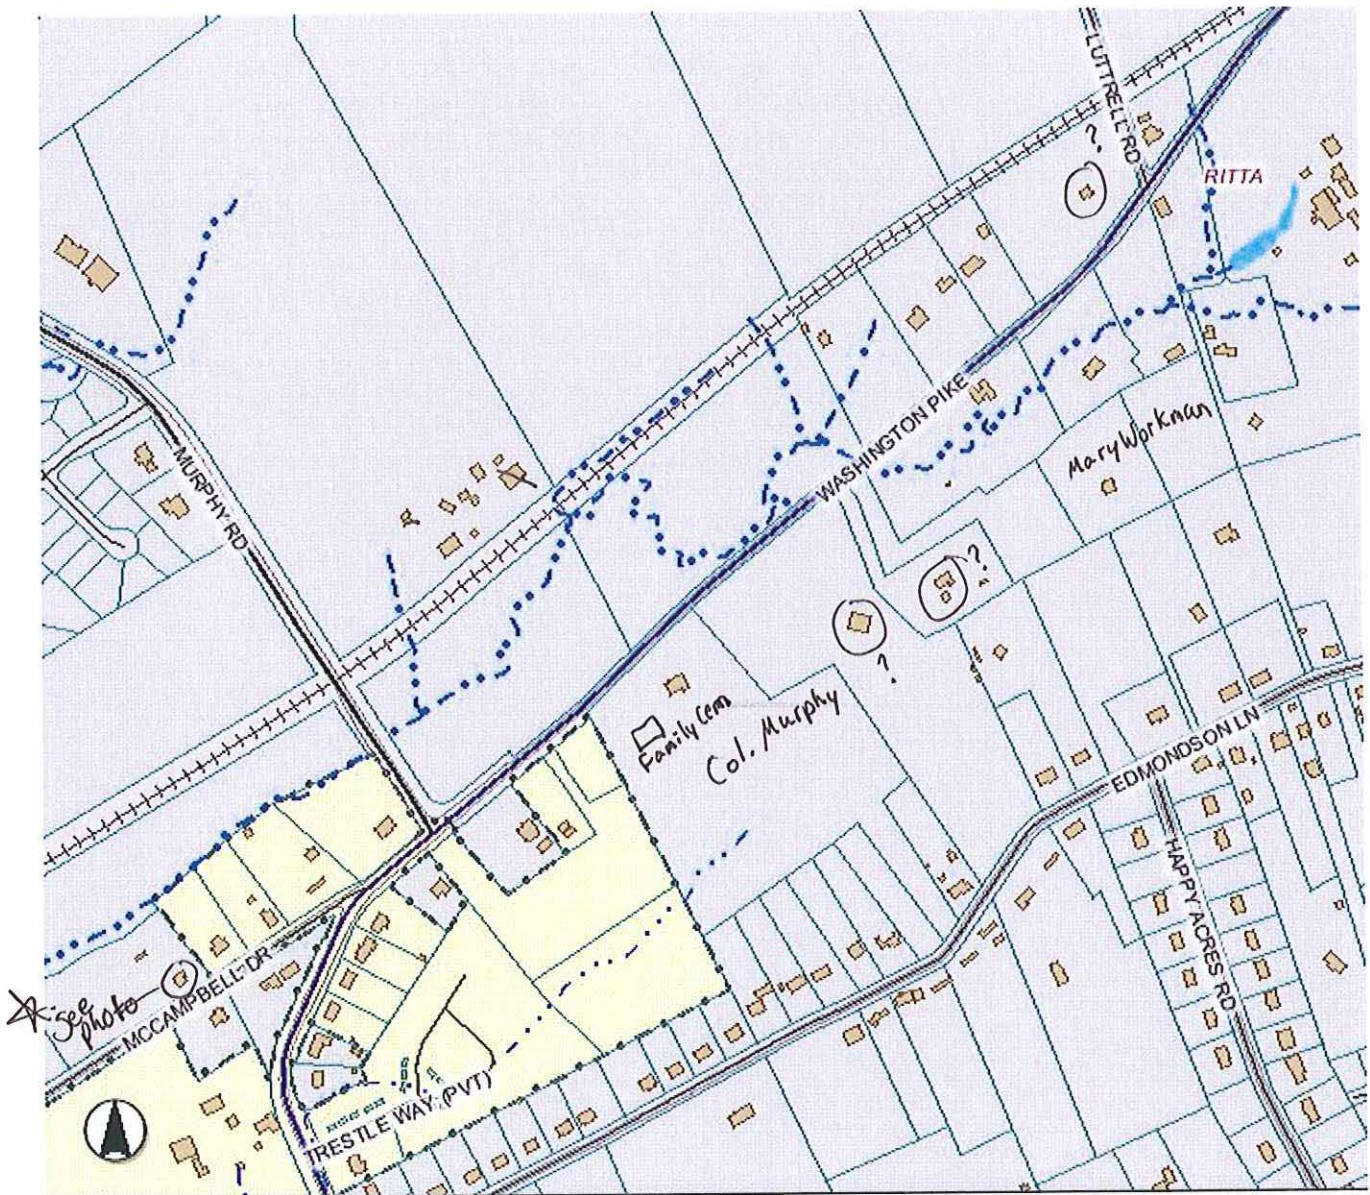 LUTTRELL RD
?
RITTA
MURPHY RD
WASHINGTON PIKE
Mary Workman
?
?
Family Cem
Col. Murphy
EDMONDSON LN
HAPPY ACRES RD
See
photo
MCCAMPBELL DR
TRESTLE WAY (PVT)